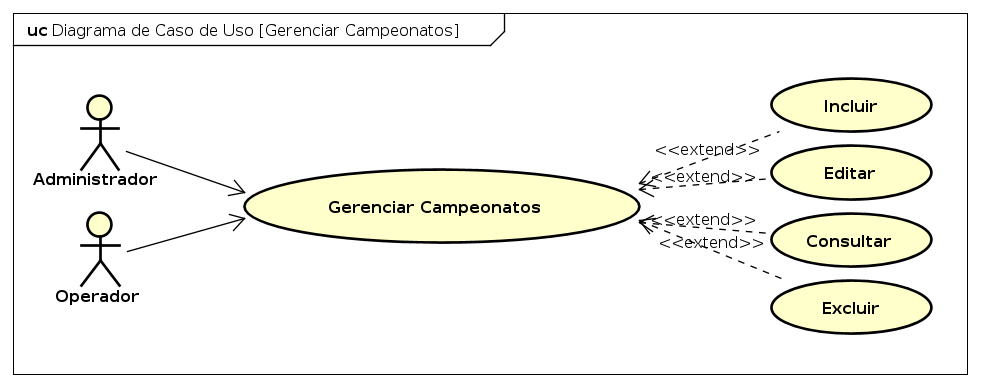 uc Diagrama de Caso de Uso [Gerenciar Campeonatos]
Administrador
Operador
Gerenciar Campeonatos
<<extend>>
<<extend>>
<<extend>>
<<extend>>
Incluir
Editar
Consultar
Excluir